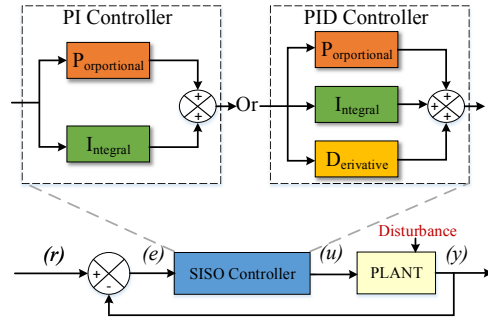 PI Controller
PID Controller
Porportional
Integral
+
+
Or
Porportional
Integral
Derivative
+
+
+
Disturbance
(r)
(e)
(u)
(y)
+
-
SISO Controller
PLANT